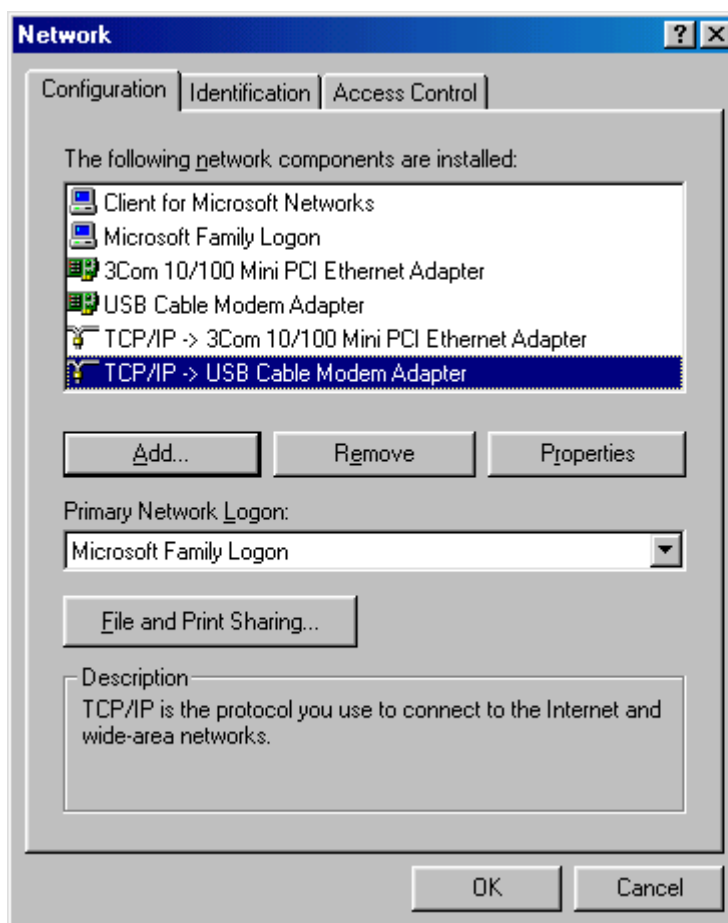 Network
Configuration Identification Access Control
The following network components are installed:
Client for Microsoft Networks
Microsoft Family Logon
3Com 10/100 Mini PCI Ethernet Adapter
USB Cable Modem Adapter
TCP/IP -> 3Com 10/100 Mini PCI Ethernet Adapter
TCP/IP -> USB Cable Modem Adapter
Add... Remove Properties
Primary Network Logon:
Microsoft Family Logon
File and Print Sharing...
Description
TCP/IP is the protocol you use to connect to the Internet and
wide-area networks.
OK Cancel